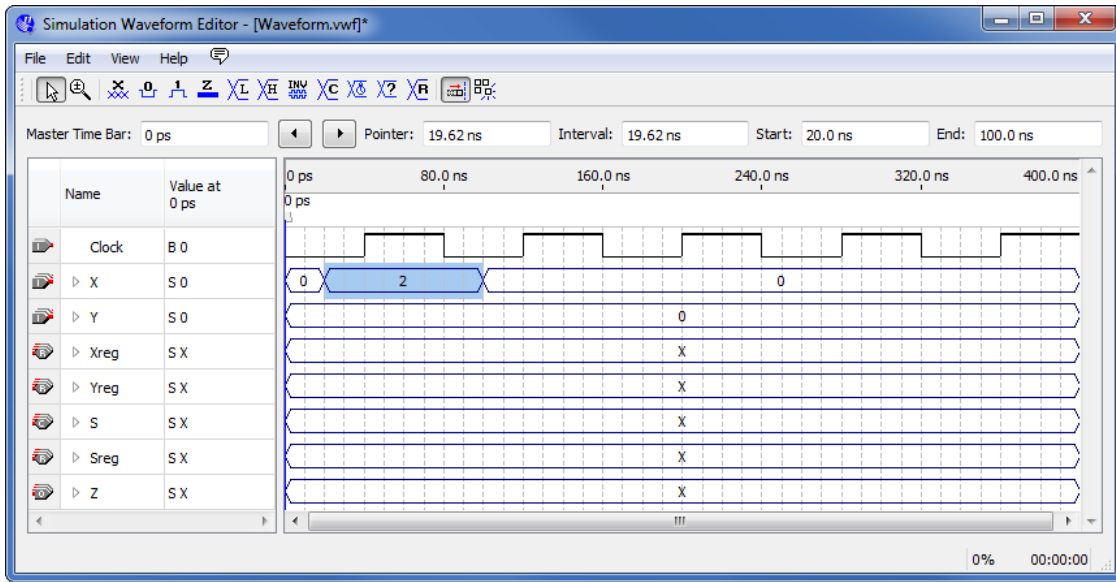 Simulation Waveform Editor - [Waveform.vwf]*
File Edit View Help
Master Time Bar: 0 ps Pointer: 19.62 ns Interval: 19.62 ns Start: 20.0 ns End: 100.0 ns
Name Value at 0 ps
0 ps 80.0 ns 160.0 ns 240.0 ns 320.0 ns 400.0 ns
0 ps
Clock B 0
X S 0 0 2 0
Y S 0 0
Xreg S X X
Yreg S X X
S S X X
Sreg S X X
Z S X X
0% 00:00:00